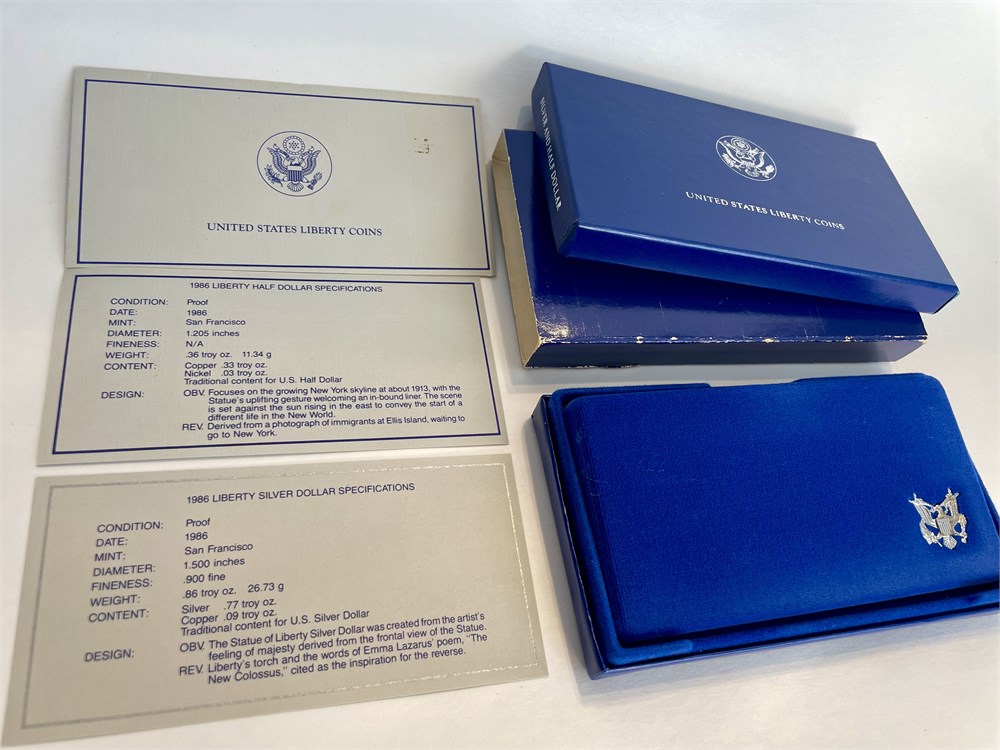 UNITED STATES LIBERTY COINS
1986 LIBERTY HALF DOLLAR SPECIFICATIONS
CONDITION: Proof
DATE: 1986
MINT: San Francisco
DIAMETER: 1.205 inches
FINENESS: N/A
WEIGHT: .36 troy oz. 11.34 g
CONTENT: Copper .33 troy oz.
Nickel .03 troy oz.
Traditional content for U.S. Half Dollar
DESIGN: OBV. Focuses on the growing New York skyline at about 1913, with the
Statue's uplifting gesture welcoming an in-bound liner. The scene
is set against the sun rising in the east to convey the start of a
different life in the New World.
REV. Derived from a photograph of immigrants at Ellis Island, waiting to
go to New York.
1986 LIBERTY SILVER DOLLAR SPECIFICATIONS
CONDITION: Proof
DATE: 1986
MINT: San Francisco
DIAMETER: 1.500 inches
FINENESS: .900 fine
WEIGHT: .86 troy oz. 26.73 g
CONTENT: Silver .77 troy oz.
Copper .09 troy oz.
Traditional content for U.S. Silver Dollar
DESIGN: OBV. The Statue of Liberty Silver Dollar was created from the artist's
feeling of majesty derived from the frontal view of the Statue.
REV. Liberty's torch and the words of Emma Lazarus' poem, "The
New Colossus," cited as the inspiration for the reverse.
SILVER AND HALF DOLLAR
UNITED STATES LIBERTY COINS